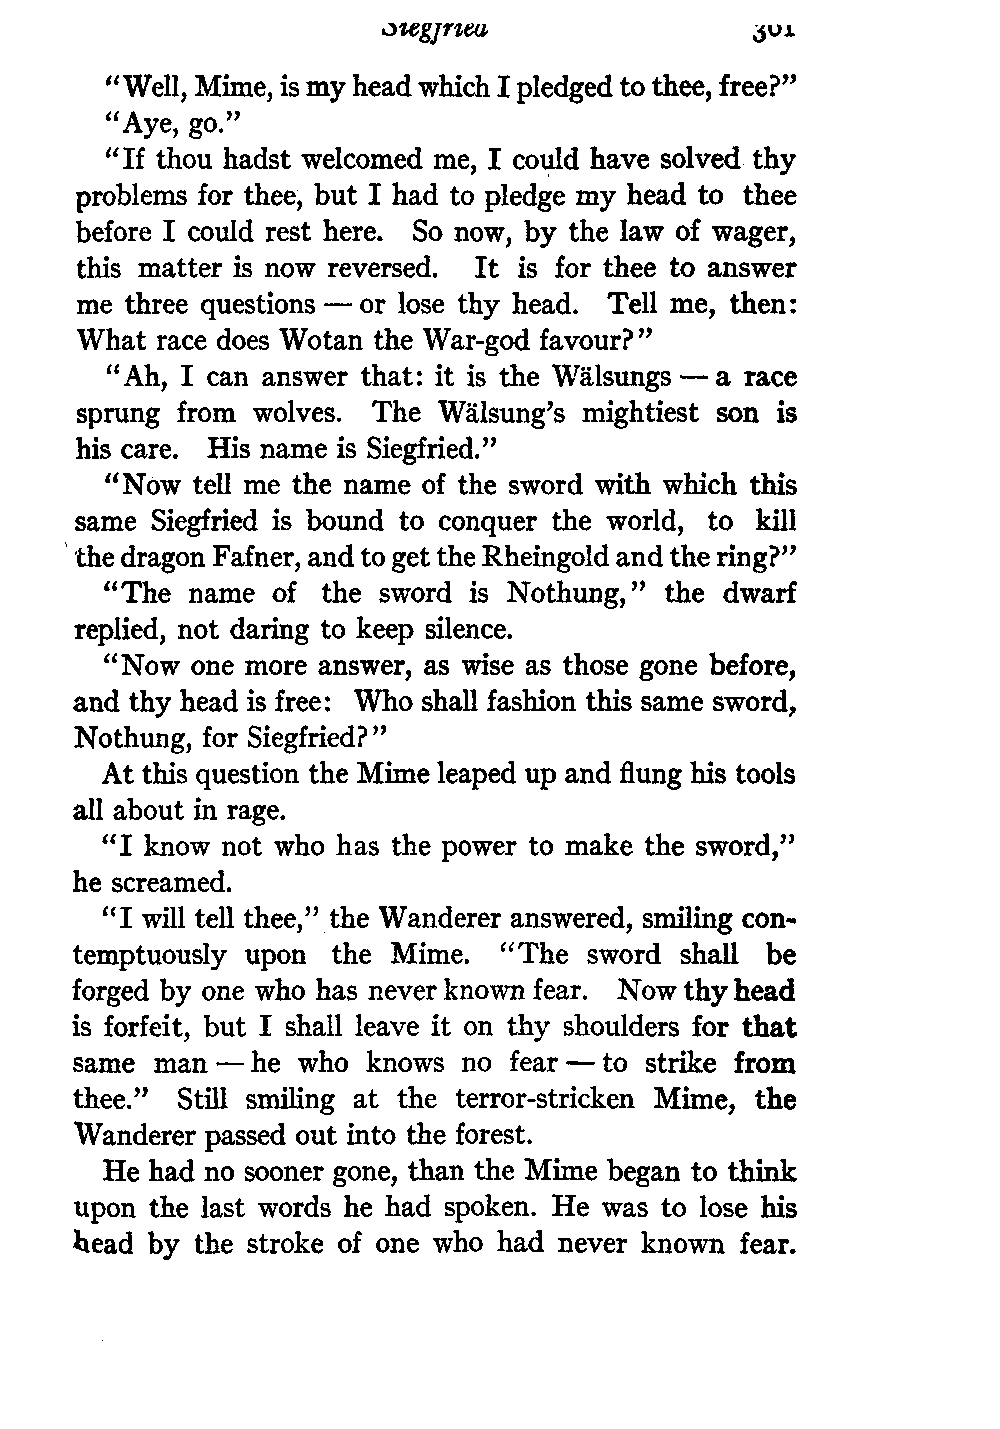 Siegfried 301
"Well, Mime, is my head which I pledged to thee, free?"
"Aye, go."
"If thou hadst welcomed me, I could have solved thy
problems for thee, but I had to pledge my head to thee
before I could rest here. So now, by the law of wager,
this matter is now reversed. It is for thee to answer
me three questions — or lose thy head. Tell me, then:
What race does Wotan the War-god favour?"
"Ah, I can answer that: it is the Wälsungs — a race
sprung from wolves. The Wälsung's mightiest son is
his care. His name is Siegfried."
"Now tell me the name of the sword with which this
same Siegfried is bound to conquer the world, to kill
the dragon Fafner, and to get the Rheingold and the ring?"
"The name of the sword is Nothung," the dwarf
replied, not daring to keep silence.
"Now one more answer, as wise as those gone before,
and thy head is free: Who shall fashion this same sword,
Nothung, for Siegfried?"
At this question the Mime leaped up and flung his tools
all about in rage.
"I know not who has the power to make the sword,"
he screamed.
"I will tell thee," the Wanderer answered, smiling con-
temptuously upon the Mime. "The sword shall be
forged by one who has never known fear. Now thy head
is forfeit, but I shall leave it on thy shoulders for that
same man — he who knows no fear — to strike from
thee." Still smiling at the terror-stricken Mime, the
Wanderer passed out into the forest.
He had no sooner gone, than the Mime began to think
upon the last words he had spoken. He was to lose his
head by the stroke of one who had never known fear.